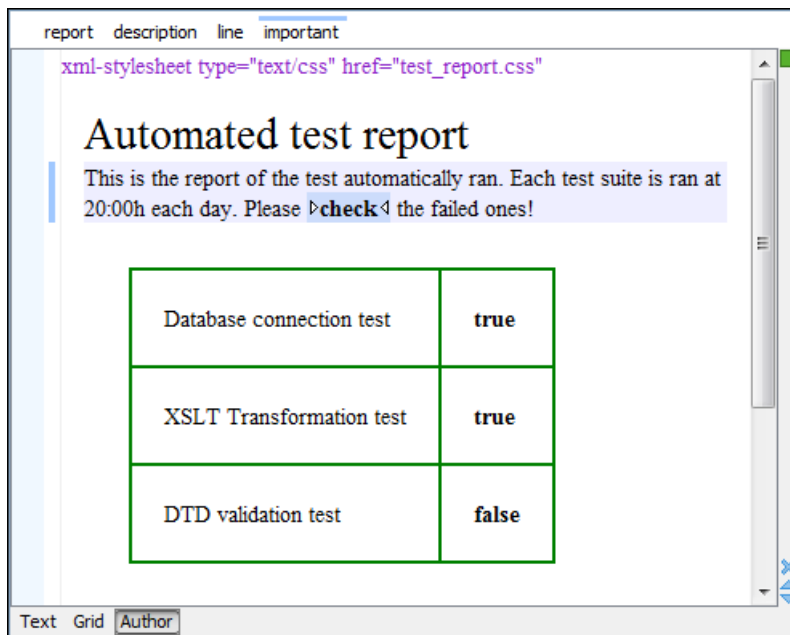 report description line important
xml-stylesheet type="text/css" href="test_report.css"
Automated test report
This is the report of the test automatically ran. Each test suite is ran at
20:00h each day. Please check the failed ones!
Database connection test true
XSLT Transformation test true
DTD validation test false
Text Grid Author